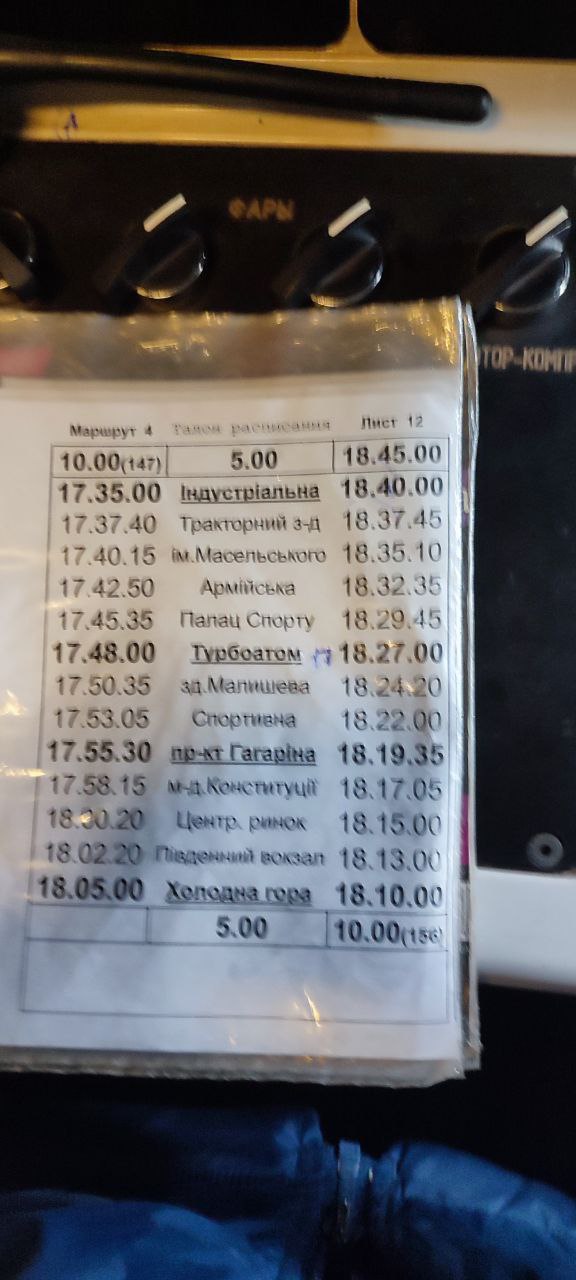 ФАРЫ
ТОР-КОМПР
Маршрут 4 Талон расписания Лист 12
10.00(147) 5.00 18.45.00
17.35.00 Індустріальна 18.40.00
17.37.40 Тракторний з-д 18.37.45
17.40.15 ім.Масельського 18.35.10
17.42.50 Армійська 18.32.35
17.45.35 Палац Спорту 18.29.45
17.48.00 Турбоатом 18.27.00
17.50.35 зд.Малишева 18.24.20
17.53.05 Спортивна 18.22.00
17.55.30 пр-кт Гагаріна 18.19.35
17.58.15 м-д.Конституції 18.17.05
18.00.20 Центр. ринок 18.15.00
18.02.20 Південний вокзал 18.13.00
18.05.00 Холодна гора 18.10.00
5.00 10.00(156)